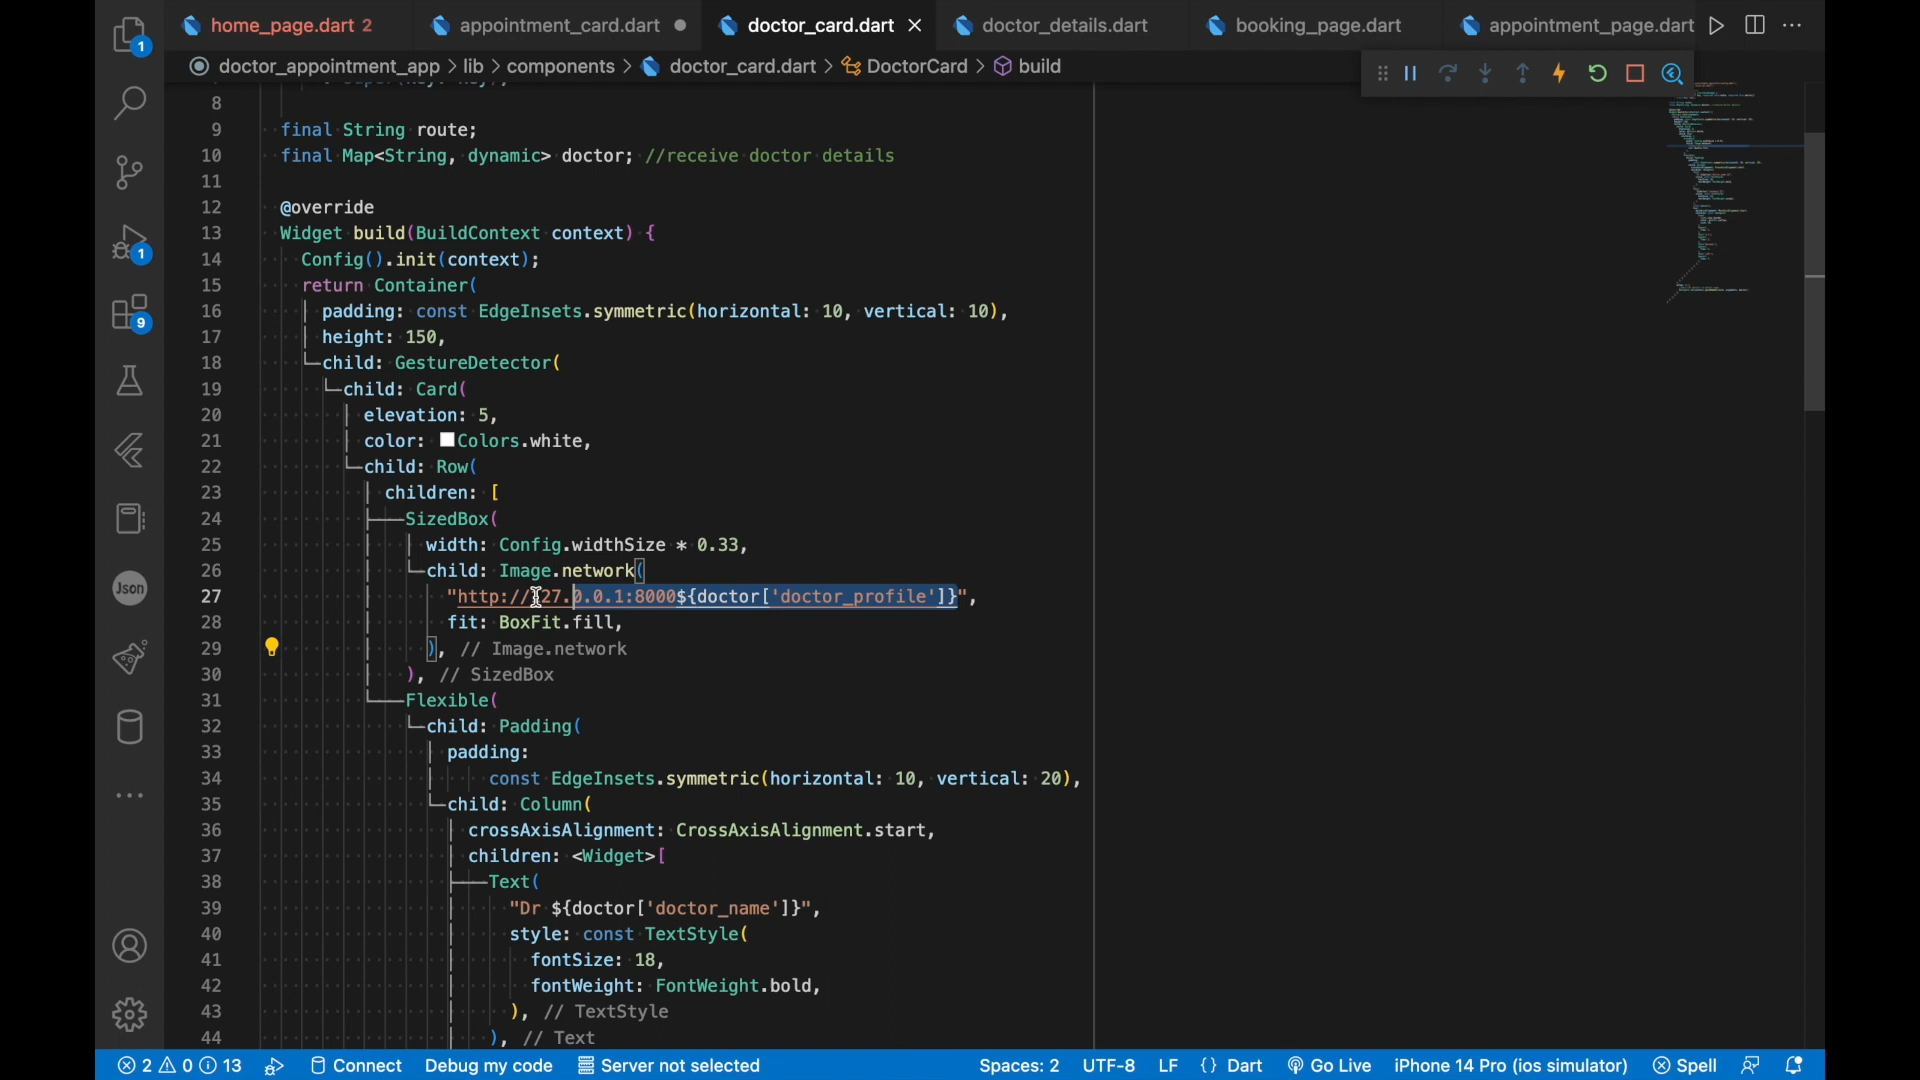 home_page.dart 2
appointment_card.dart
doctor_card.dart
doctor_details.dart
booking_page.dart
appointment_page.dart
doctor_appointment_app > lib > components > doctor_card.dart > DoctorCard > build
8
9 final String route;
10 final Map<String, dynamic> doctor; //receive doctor details
11
12 @override
13 Widget build(BuildContext context) {
14 Config().init(context);
15 return Container(
16 padding: const EdgeInsets.symmetric(horizontal: 10, vertical: 10),
17 height: 150,
18 child: GestureDetector(
19 child: Card(
20 elevation: 5,
21 color: Colors.white,
22 child: Row(
23 children: [
24 SizedBox(
25 width: Config.widthSize * 0.33,
26 child: Image.network(
27 "http://127.0.0.1:8000${doctor['doctor_profile']}",
28 fit: BoxFit.fill,
29 ), // Image.network
30 ), // SizedBox
31 Flexible(
32 child: Padding(
33 padding:
34 const EdgeInsets.symmetric(horizontal: 10, vertical: 20),
35 child: Column(
36 crossAxisAlignment: CrossAxisAlignment.start,
37 children: <Widget>[
38 Text(
39 "Dr ${doctor['doctor_name']}",
40 style: const TextStyle(
41 fontSize: 18,
42 fontWeight: FontWeight.bold,
43 ), // TextStyle
44 ), // Text
1
1
9
Json
2 0 13 Connect Debug my code Server not selected Spaces: 2 UTF-8 LF {} Dart Go Live iPhone 14 Pro (ios simulator) Spell